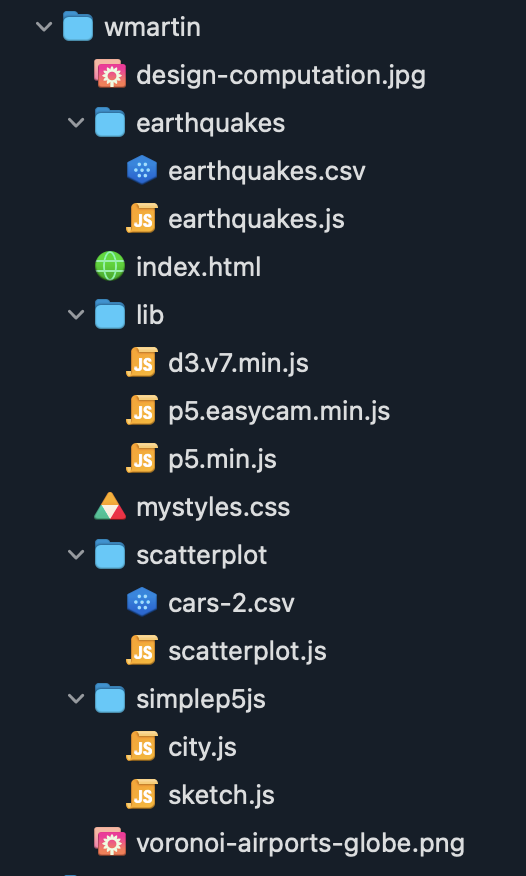 wmartin
design-computation.jpg
earthquakes
earthquakes.csv
JS earthquakes.js
index.html
lib
JS d3.v7.min.js
JS p5.easycam.min.js
JS p5.min.js
mystyles.css
scatterplot
cars-2.csv
JS scatterplot.js
simplep5js
JS city.js
JS sketch.js
voronoi-airports-globe.png